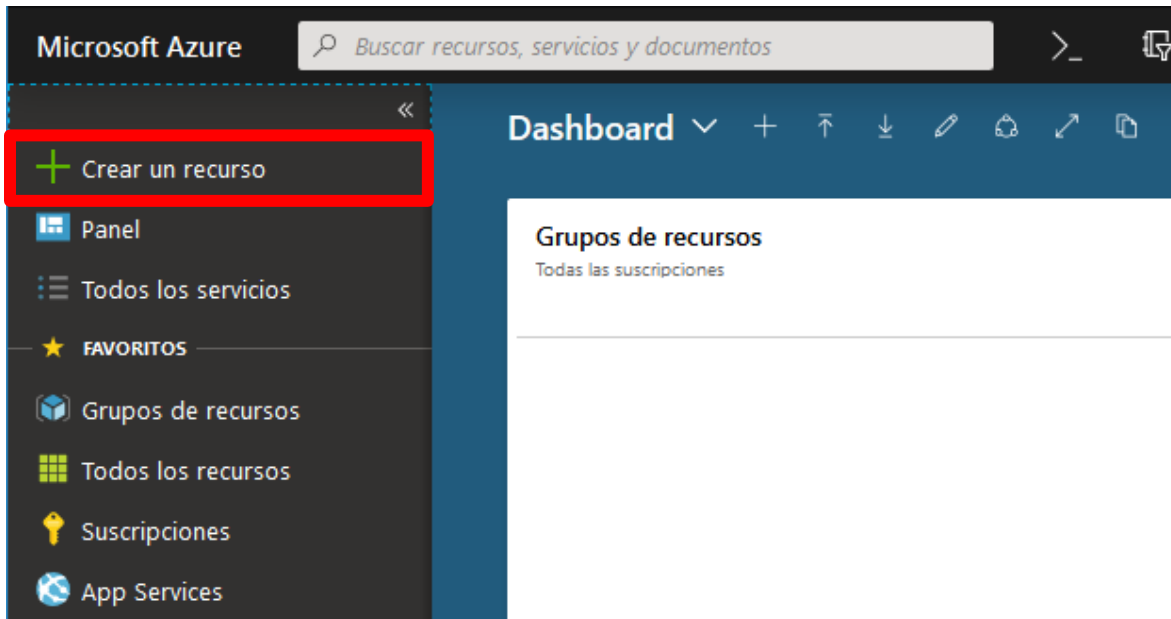 Microsoft Azure
Buscar recursos, servicios y documentos
Dashboard
Crear un recurso
Panel
Todos los servicios
FAVORITOS
Grupos de recursos
Todos los recursos
Suscripciones
App Services
Grupos de recursos
Todas las suscripciones